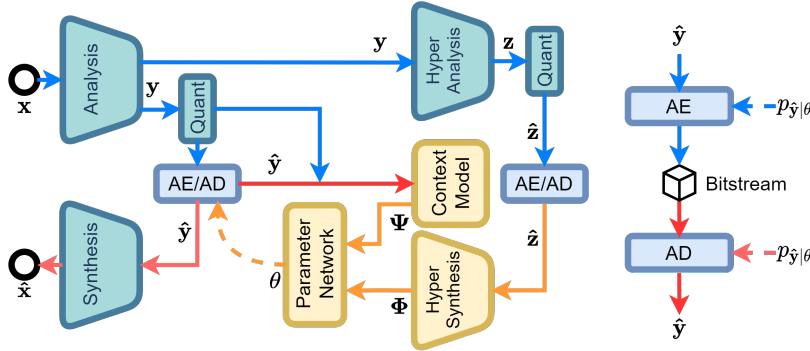 x
Analysis
y
y
Quant
Hyper
Analysis
z
Quant
ẑ
ŷ
AE/AD
Context
Model
AE/AD
ŷ
Ψ
ẑ
Parameter
Network
θ
Φ
Hyper
Synthesis
Synthesis
x̂
ŷ
AE
p_{ŷ|θ}
Bitstream
AD
p_{ŷ|θ}
ŷ